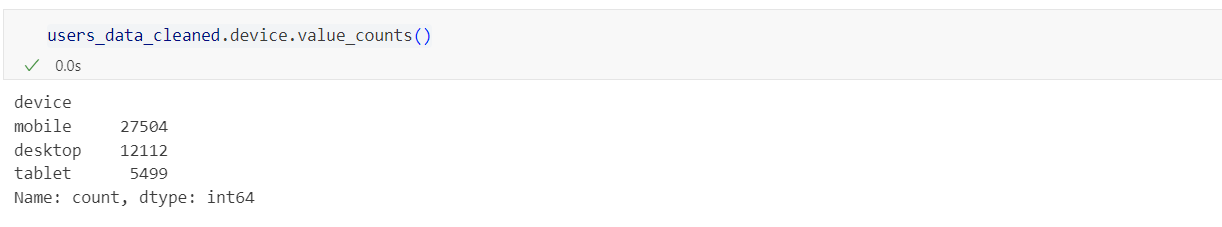 users_data_cleaned.device.value_counts()
0.0s
device
mobile     27504
desktop    12112
tablet      5499
Name: count, dtype: int64